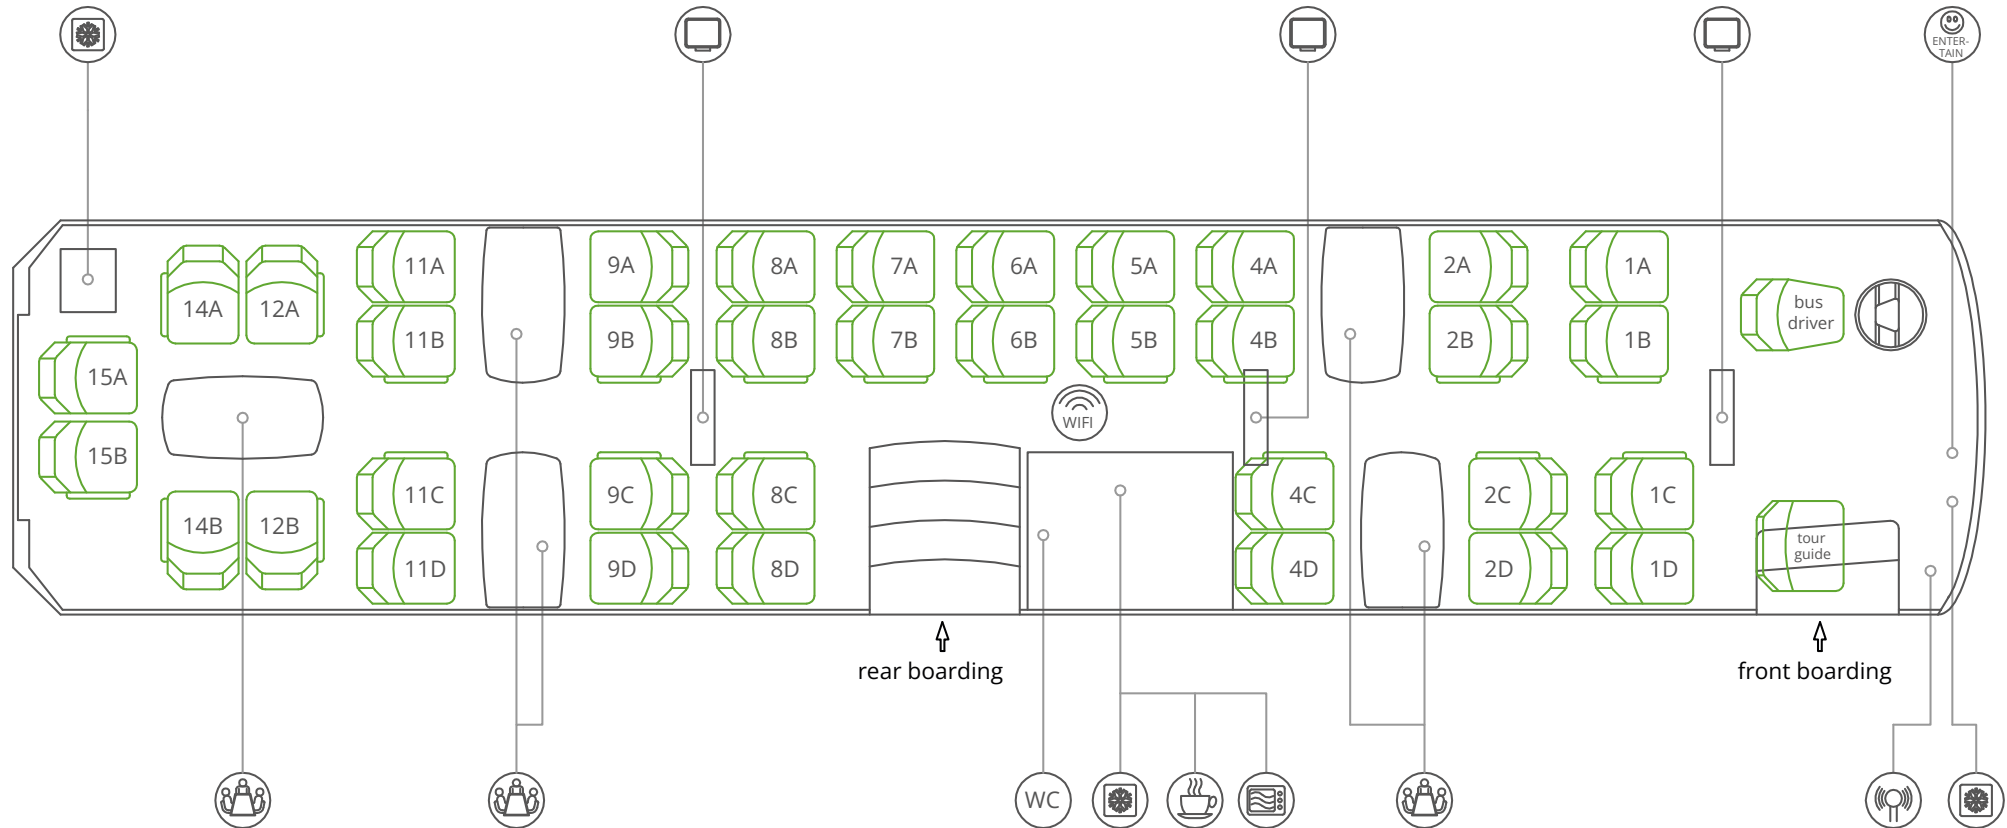 ENTER-
TAIN
14A 12A 11A 9A 8A 7A 6A 5A 4A 2A 1A
bus
driver
11B 9B 8B 7B 6B 5B 4B 2B 1B
15A
WIFI
15B
14B 12B 11C 9C 8C 4C 2C 1C
tour
guide
11D 9D 8D 4D 2D 1D
rear boarding
front boarding
WC